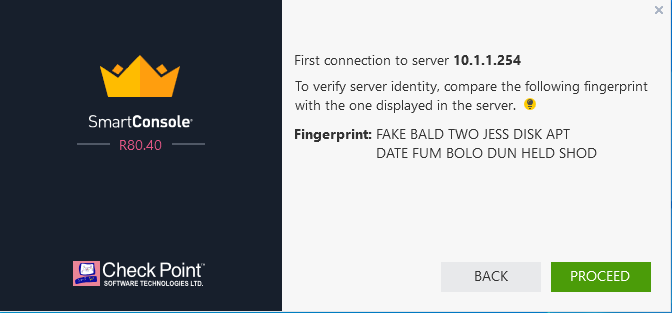 SmartConsole
R80.40
Check Point™
SOFTWARE TECHNOLOGIES LTD.
First connection to server 10.1.1.254
To verify server identity, compare the following fingerprint
with the one displayed in the server.
Fingerprint: FAKE BALD TWO JESS DISK APT
DATE FUM BOLO DUN HELD SHOD
BACK
PROCEED